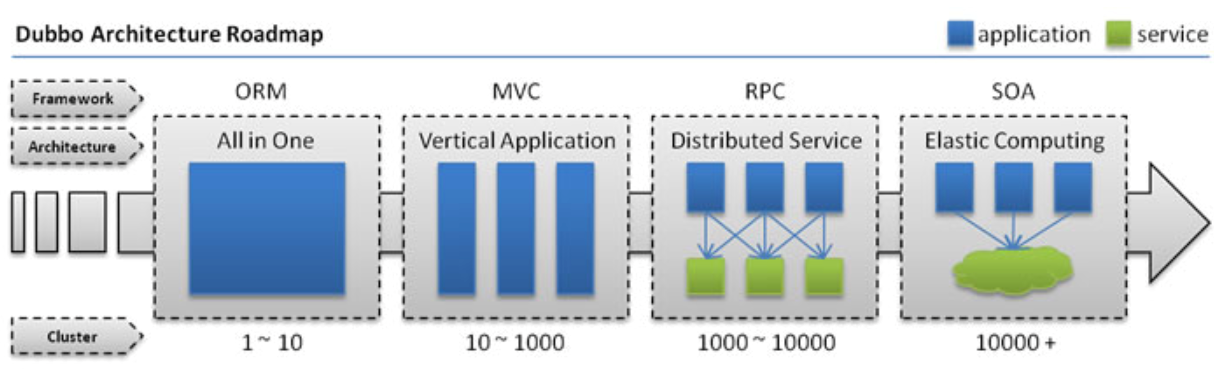 Dubbo Architecture Roadmap
application
service
Framework
ORM
MVC
RPC
SOA
Architecture
All in One
Vertical Application
Distributed Service
Elastic Computing
Cluster
1 ~ 10
10 ~ 1000
1000 ~ 10000
10000 +